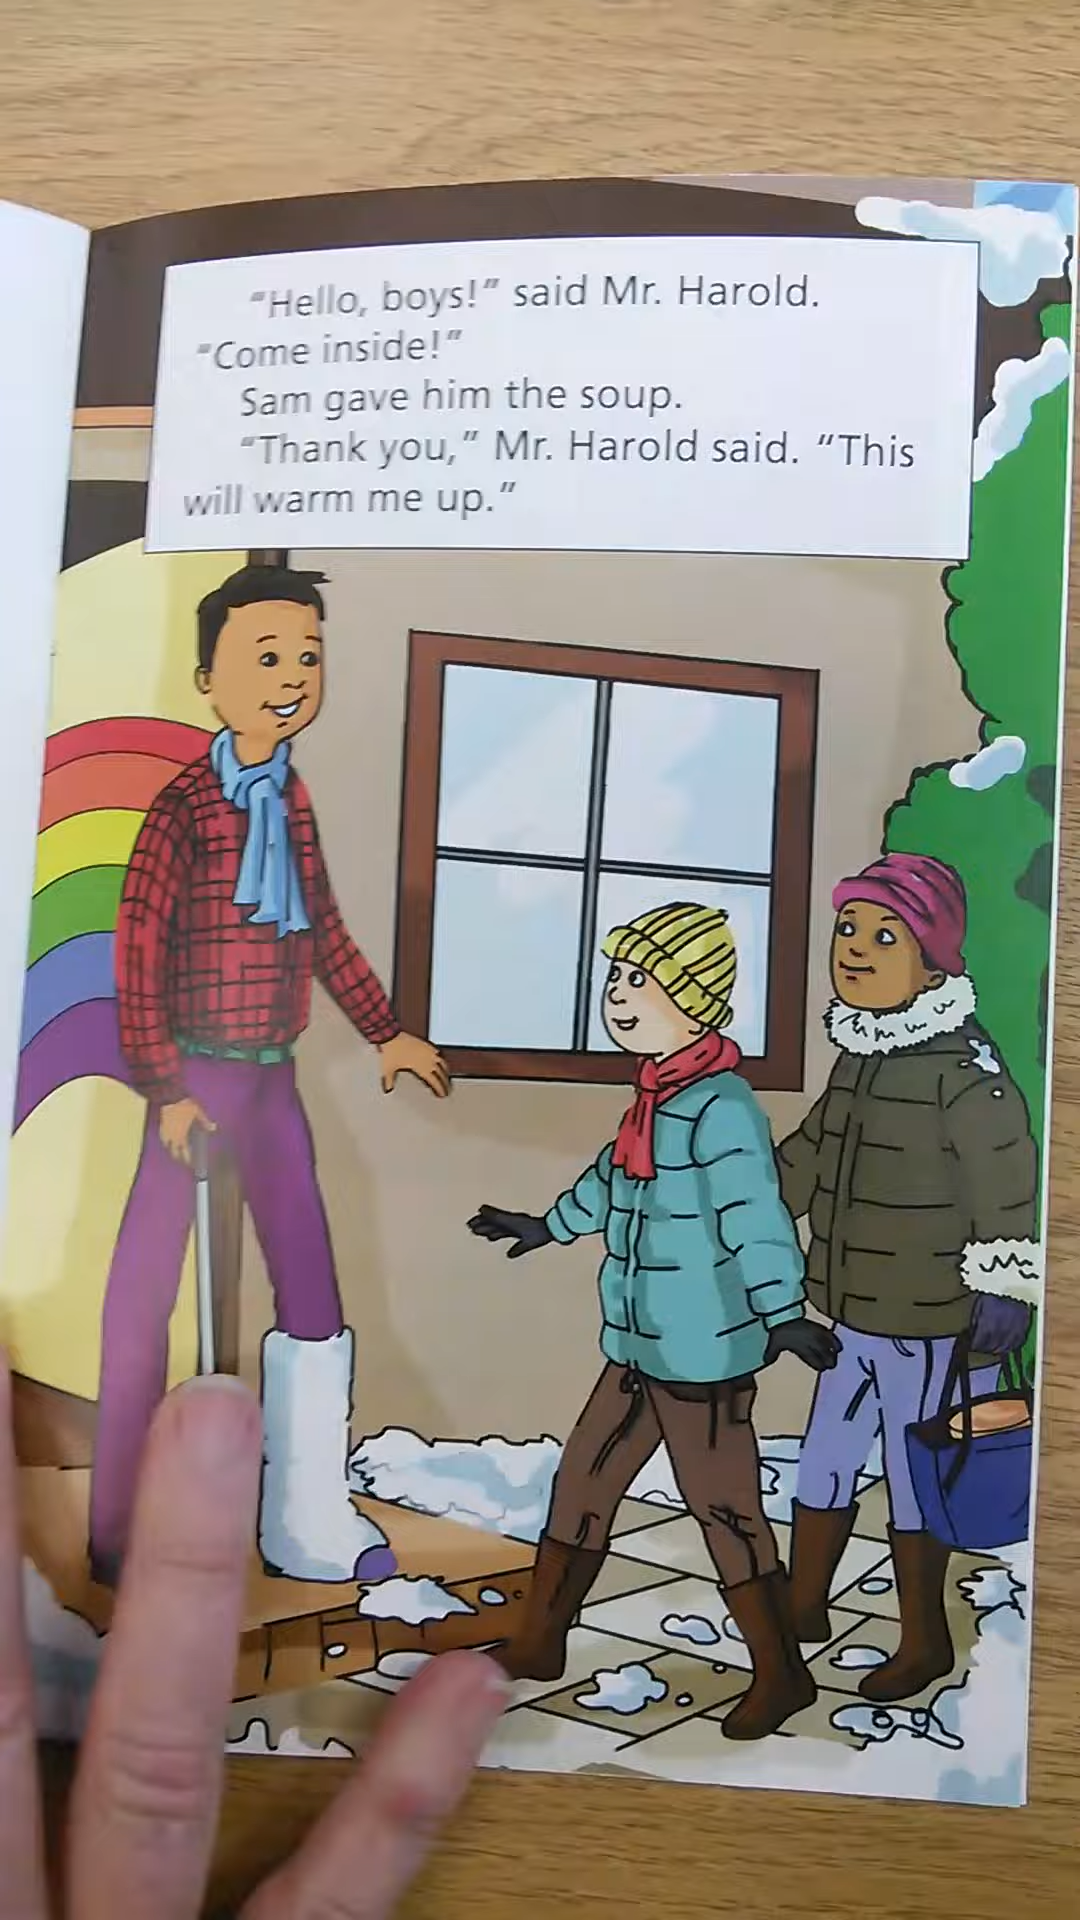 “Hello, boys!” said Mr. Harold.
“Come inside!”
Sam gave him the soup.
“Thank you,” Mr. Harold said. “This
will warm me up.”